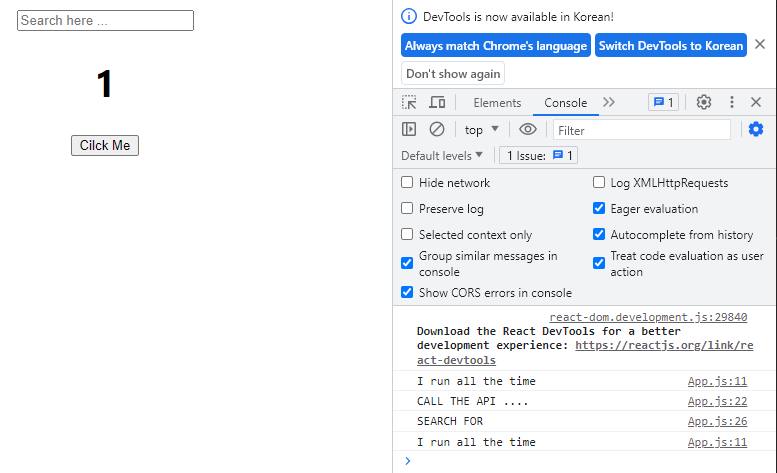 Search here ...
1
Cilck Me
DevTools is now available in Korean!
Always match Chrome's language
Switch DevTools to Korean
Don't show again
Elements
Console
1
top
Filter
Default levels
1 Issue:
1
Hide network
Log XMLHttpRequests
Preserve log
Eager evaluation
Selected context only
Autocomplete from history
Group similar messages in
console
Treat code evaluation as user
action
Show CORS errors in console
react-dom.development.js:29840
Download the React DevTools for a better
development experience: https://reactjs.org/link/re
act-devtools
I run all the time App.js:11
CALL THE API .... App.js:22
SEARCH FOR App.js:26
I run all the time App.js:11